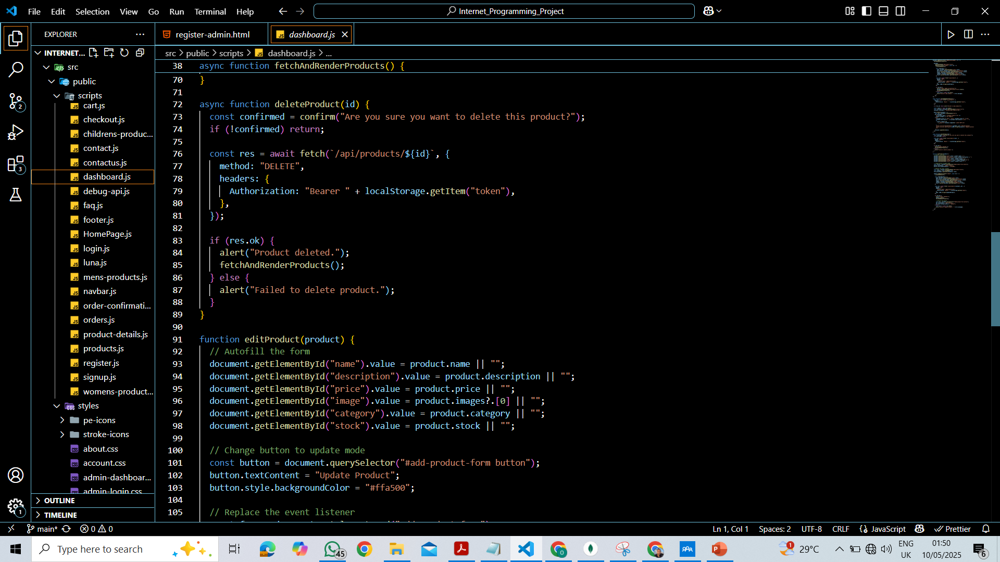 File Edit Selection View Go Run Terminal Help
Internet_Programming_Project
EXPLORER
register-admin.html
dashboard.js
INTERNET...
src > public > scripts > dashboard.js > ...
src
public
scripts
cart.js
checkout.js
childrens-produc...
contact.js
contactus.js
dashboard.js
debug-api.js
faq.js
footer.js
HomePage.js
login.js
luna.js
mens-products.js
navbar.js
order-confirmati...
orders.js
product-details.js
products.js
register.js
signup.js
womens-product...
styles
pe-icons
stroke-icons
about.css
account.css
admin-dashboar...
admin-login.css
OUTLINE
TIMELINE
2
3
1
38 async function fetchAndRenderProducts() {
70 }
71
72 async function deleteProduct(id) {
73 const confirmed = confirm("Are you sure you want to delete this product?");
74 if (!confirmed) return;
75
76 const res = await fetch(`/api/products/${id}`, {
77 method: "DELETE",
78 headers: {
79 Authorization: "Bearer " + localStorage.getItem("token"),
80 },
81 });
82
83 if (res.ok) {
84 alert("Product deleted.");
85 fetchAndRenderProducts();
86 } else {
87 alert("Failed to delete product.");
88 }
89 }
90
91 function editProduct(product) {
92 // Autofill the form
93 document.getElementById("name").value = product.name || "";
94 document.getElementById("description").value = product.description || "";
95 document.getElementById("price").value = product.price || "";
96 document.getElementById("image").value = product.images?.[0] || "";
97 document.getElementById("category").value = product.category || "";
98 document.getElementById("stock").value = product.stock || "";
99
100 // Change button to update mode
101 const button = document.querySelector("#add-product-form button");
102 button.textContent = "Update Product";
103 button.style.backgroundColor = "#ffa500";
104
105 // Replace the event listener
main* 0 0
Ln 1, Col 1 Spaces: 2 UTF-8 CRLF {} JavaScript Prettier
Type here to search
45
1
29°C
ENG
UK
01:50
10/05/2025
6